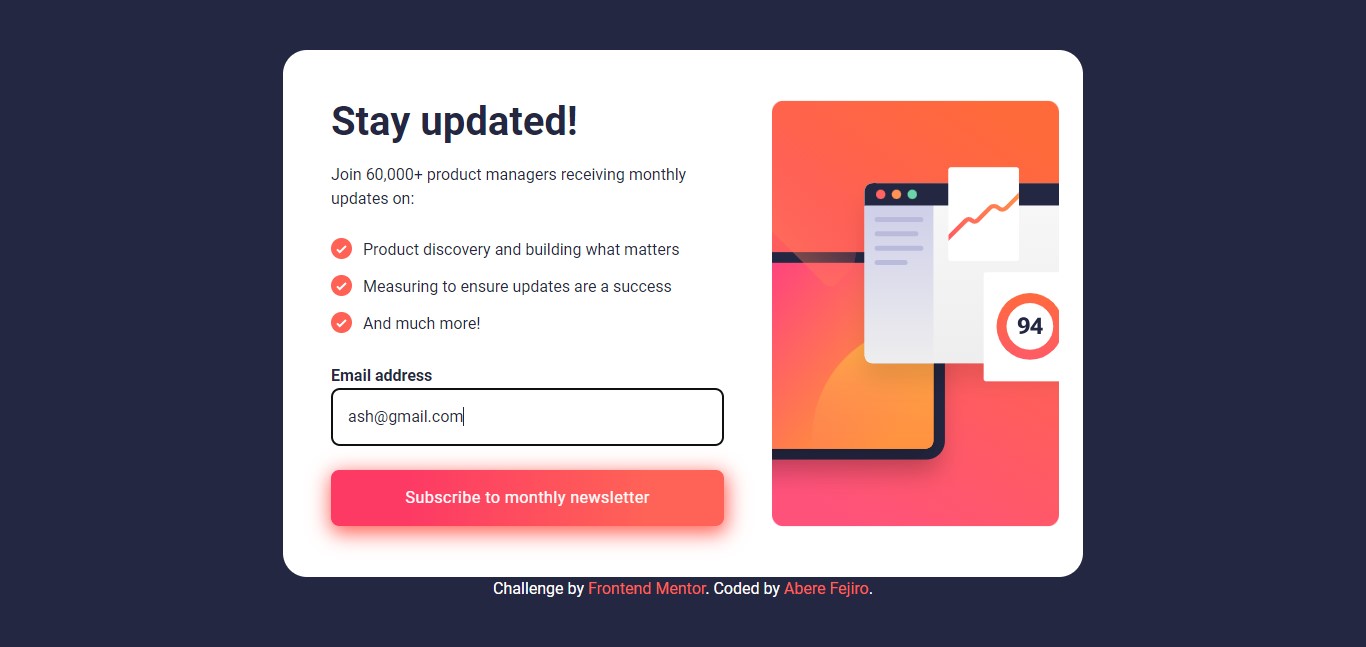 Stay updated!
Join 60,000+ product managers receiving monthly
updates on:
Product discovery and building what matters
Measuring to ensure updates are a success
And much more!
Email address
ash@gmail.com
Subscribe to monthly newsletter
94
Challenge by Frontend Mentor. Coded by Abere Fejiro.